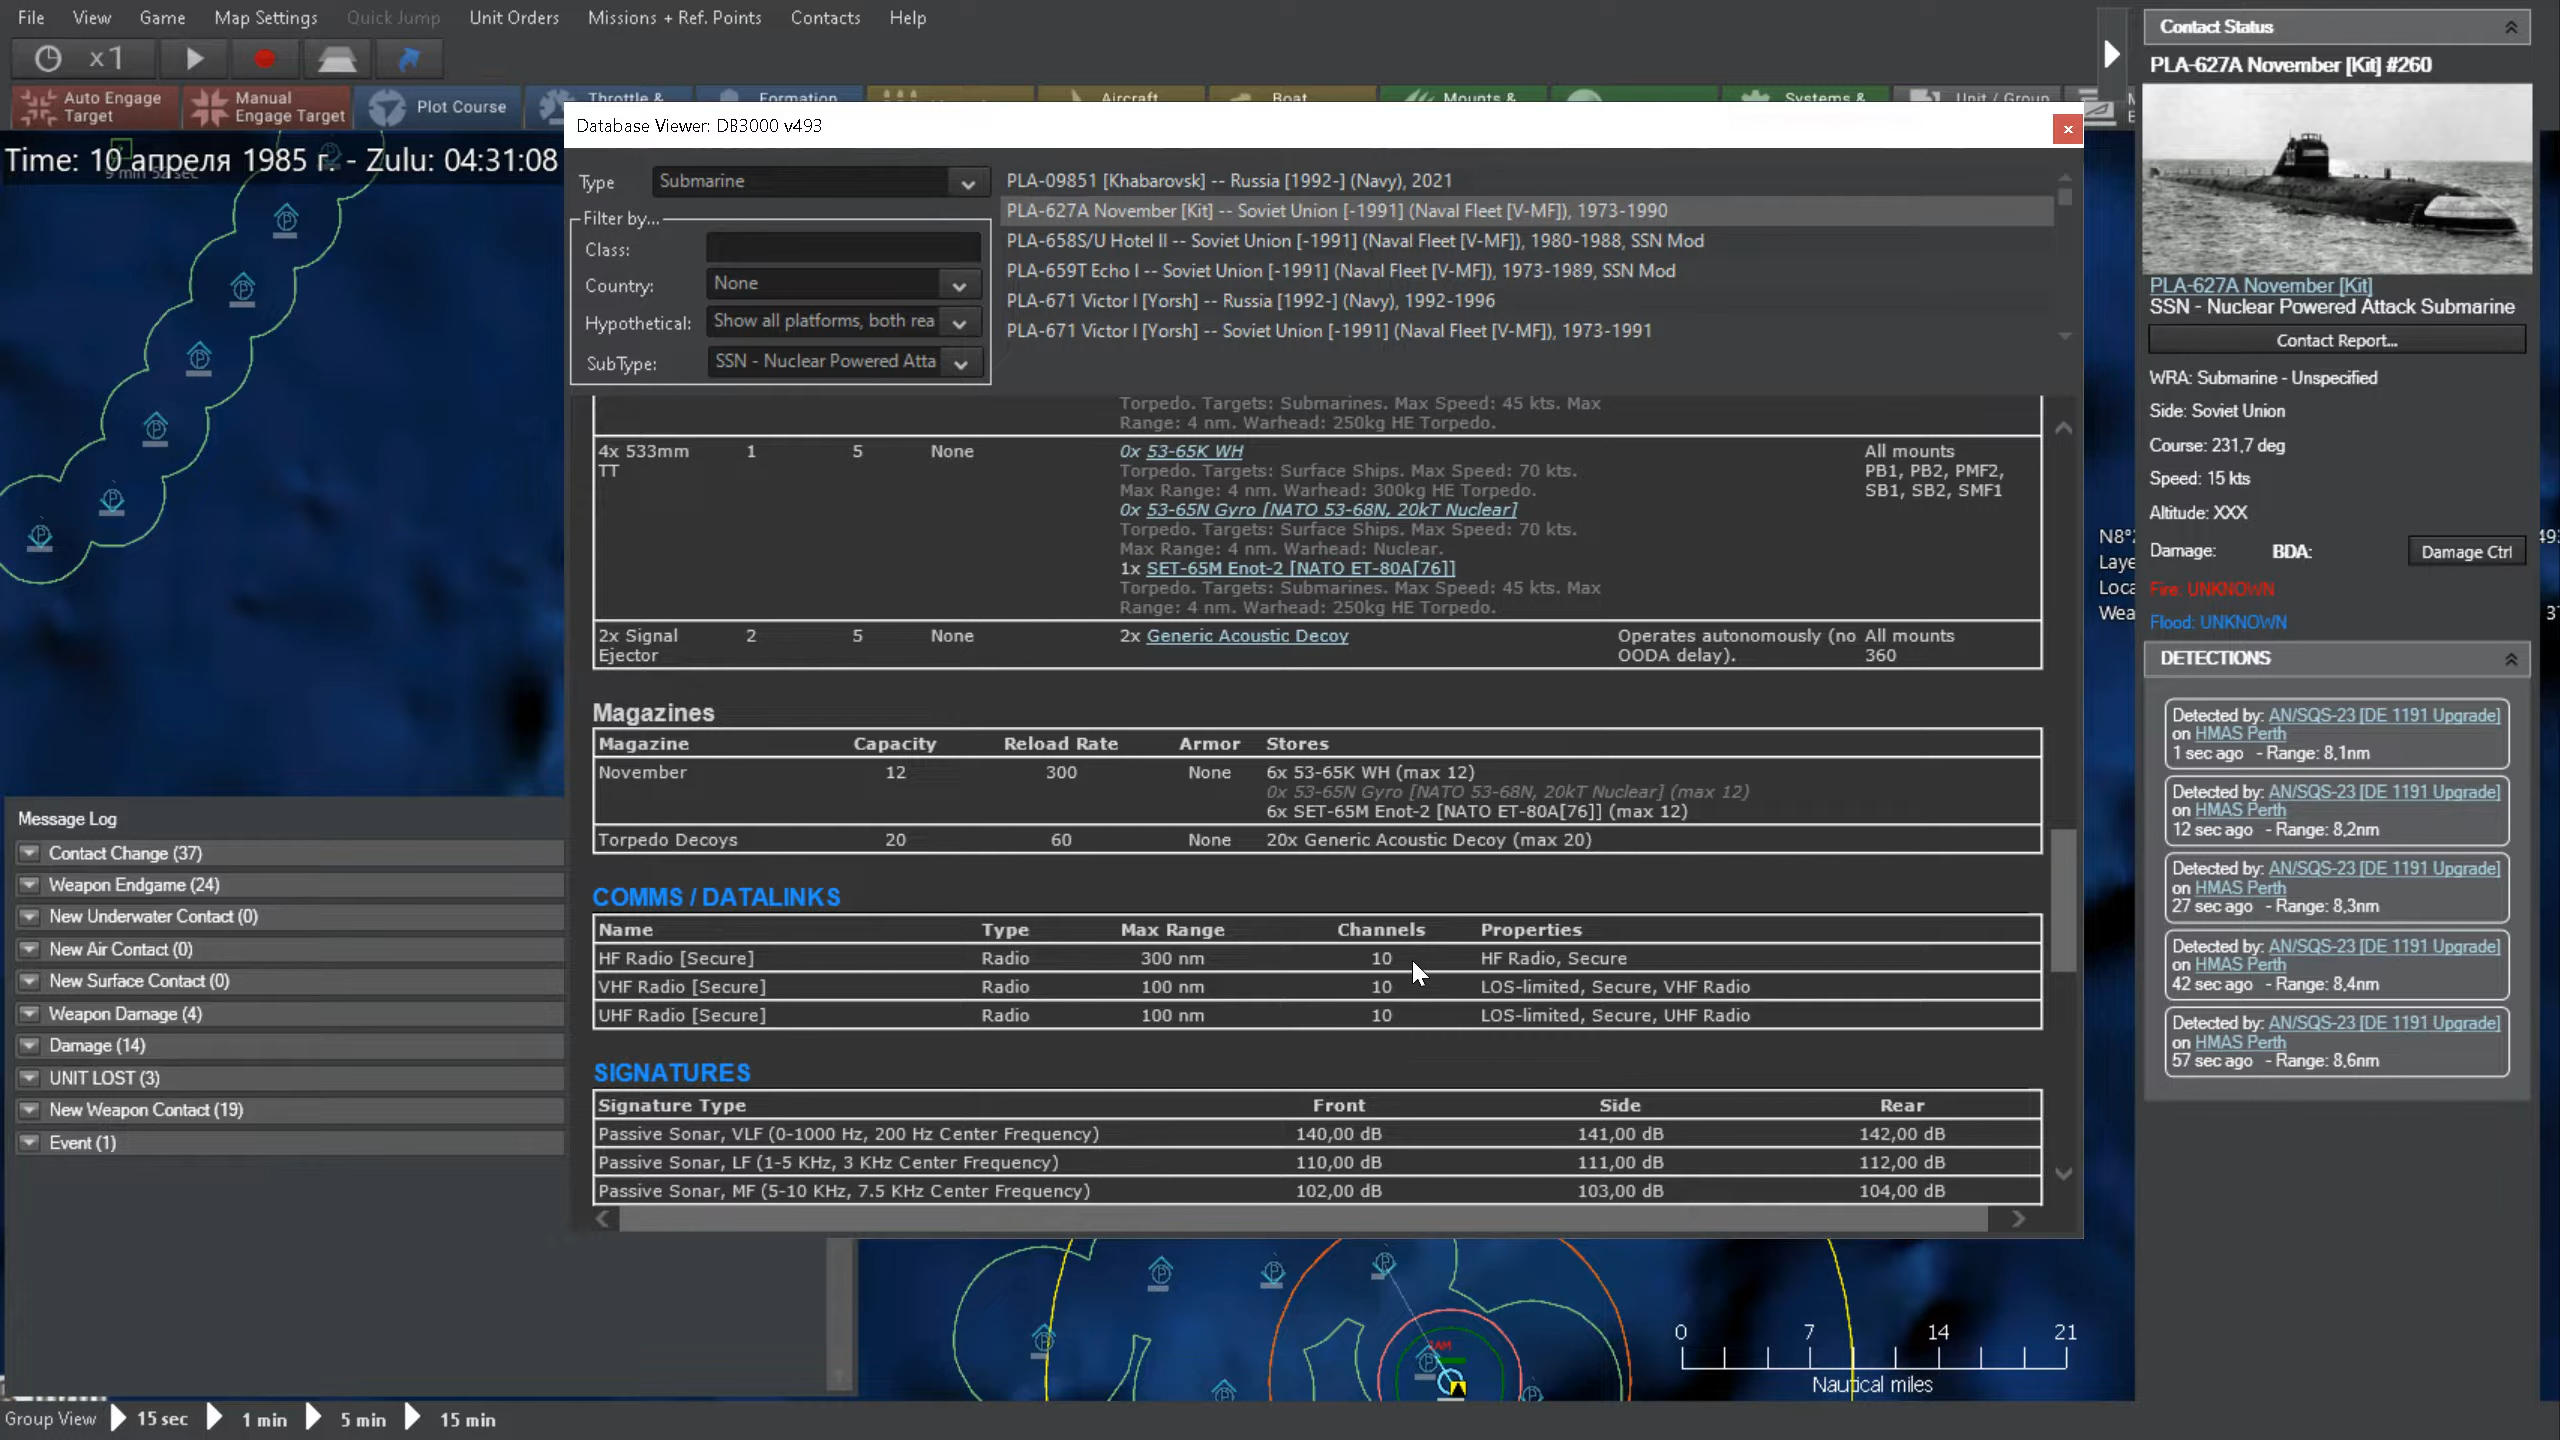 File View Game Map Settings Quick Jump Unit Orders Missions + Ref. Points Contacts Help
x1
Auto Engage Target
Manual Engage Target
Plot Course
Throttle &
Formation
Aircraft
Boat
Mounts &
Systems &
Unit / Group
Time: 10 апреля 1985 г. - Zulu: 04:31:08
Database Viewer: DB3000 v493
Type Submarine
Filter by...
Class:
Country: None
Hypothetical: Show all platforms, both rea
SubType: SSN - Nuclear Powered Atta
PLA-09851 [Khabarovsk] -- Russia [1992-] (Navy), 2021
PLA-627A November [Kit] -- Soviet Union [-1991] (Naval Fleet [V-MF]), 1973-1990
PLA-658S/U Hotel II -- Soviet Union [-1991] (Naval Fleet [V-MF]), 1980-1988, SSN Mod
PLA-659T Echo I -- Soviet Union [-1991] (Naval Fleet [V-MF]), 1973-1989, SSN Mod
PLA-671 Victor I [Yorsh] -- Russia [1992-] (Navy), 1992-1996
PLA-671 Victor I [Yorsh] -- Soviet Union [-1991] (Naval Fleet [V-MF]), 1973-1991
Torpedo. Targets: Submarines. Max Speed: 45 kts. Max
Range: 4 nm. Warhead: 250kg HE Torpedo.
4x 533mm TT 1 5 None
0x 53-65K WH
Torpedo. Targets: Surface Ships. Max Speed: 70 kts.
Max Range: 4 nm. Warhead: 300kg HE Torpedo.
0x 53-65N Gyro [NATO 53-68N, 20kT Nuclear]
Torpedo. Targets: Surface Ships. Max Speed: 70 kts.
Max Range: 4 nm. Warhead: Nuclear.
1x SET-65M Enot-2 [NATO ET-80A[76]]
Torpedo. Targets: Submarines. Max Speed: 45 kts. Max
Range: 4 nm. Warhead: 250kg HE Torpedo.
All mounts
PB1, PB2, PMF2,
SB1, SB2, SMF1
2x Signal Ejector 2 5 None 2x Generic Acoustic Decoy
Operates autonomously (no OODA delay).
All mounts
360
Magazines
Magazine Capacity Reload Rate Armor Stores
November 12 300 None 6x 53-65K WH (max 12)
0x 53-65N Gyro [NATO 53-68N, 20kT Nuclear] (max 12)
6x SET-65M Enot-2 [NATO ET-80A[76]] (max 12)
Torpedo Decoys 20 60 None 20x Generic Acoustic Decoy (max 20)
COMMS / DATALINKS
Name Type Max Range Channels Properties
HF Radio [Secure] Radio 300 nm 10 HF Radio, Secure
VHF Radio [Secure] Radio 100 nm 10 LOS-limited, Secure, VHF Radio
UHF Radio [Secure] Radio 100 nm 10 LOS-limited, Secure, UHF Radio
SIGNATURES
Signature Type Front Side Rear
Passive Sonar, VLF (0-1000 Hz, 200 Hz Center Frequency) 140,00 dB 141,00 dB 142,00 dB
Passive Sonar, LF (1-5 KHz, 3 KHz Center Frequency) 110,00 dB 111,00 dB 112,00 dB
Passive Sonar, MF (5-10 KHz, 7.5 KHz Center Frequency) 102,00 dB 103,00 dB 104,00 dB
Message Log
Contact Change (37)
Weapon Endgame (24)
New Underwater Contact (0)
New Air Contact (0)
New Surface Contact (0)
Weapon Damage (4)
Damage (14)
UNIT LOST (3)
New Weapon Contact (19)
Event (1)
Contact Status
PLA-627A November [Kit] #260
PLA-627A November [Kit]
SSN - Nuclear Powered Attack Submarine
Contact Report...
WRA: Submarine - Unspecified
Side: Soviet Union
Course: 231,7 deg
Speed: 15 kts
Altitude: XXX
Damage: BDA: Damage Ctrl
Fire: UNKNOWN
Flood: UNKNOWN
DETECTIONS
Detected by: AN/SQS-23 [DE 1191 Upgrade]
on HMAS Perth
1 sec ago - Range: 8,1nm
Detected by: AN/SQS-23 [DE 1191 Upgrade]
on HMAS Perth
12 sec ago - Range: 8,2nm
Detected by: AN/SQS-23 [DE 1191 Upgrade]
on HMAS Perth
27 sec ago - Range: 8,3nm
Detected by: AN/SQS-23 [DE 1191 Upgrade]
on HMAS Perth
42 sec ago - Range: 8,4nm
Detected by: AN/SQS-23 [DE 1191 Upgrade]
on HMAS Perth
57 sec ago - Range: 8,6nm
0 7 14 21
Nautical miles
Group View 15 sec 1 min 5 min 15 min